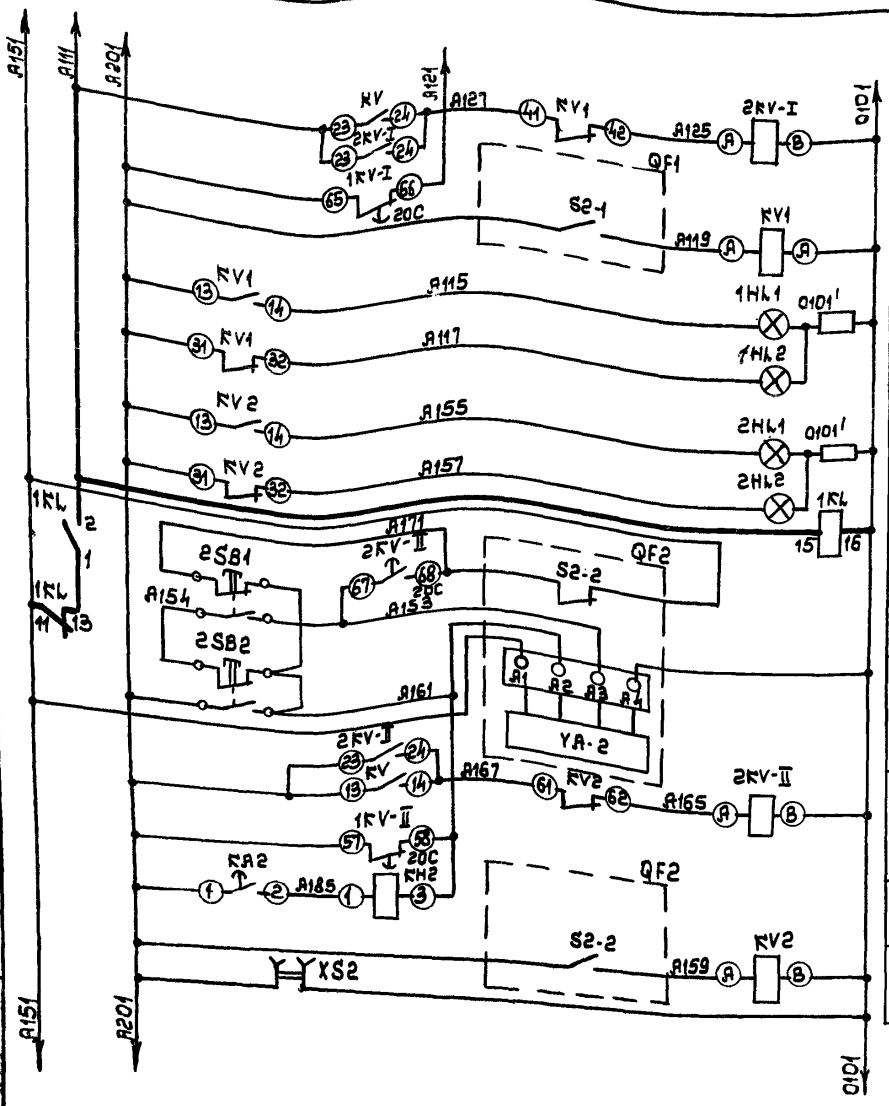 A151
A111
A201
A121
0101
KV
23 24
2KV-I
23 24
A127
41 KV1 42
A125
2KV-I
A B
1KV-I
65 66
20C
QF1
S2-1
A119
KV1
A A
13 KV1 14
A115
1HL1
0101'
31 KV1 32
A117
1HL2
13 KV2 14
A155
2HL1
0101'
31 KV2 32
A157
2HL2
1KL
2
1
1KL
15 16
A171
2SB1
2KV-II
67 68
20C
QF2
S2-2
1KL
11 13
A154
A153
2SB2
A1 A2 A3 A4
YA-2
A161
2KV-II
23 24
KV
13 14
A167
61 KV2 62
A165
2KV-II
A B
1KV-II
57 58
20C
KA2
1 2
A185
KH2
1 3
QF2
S2-2
A159
KV2
A B
XS2
A151
A201
0101